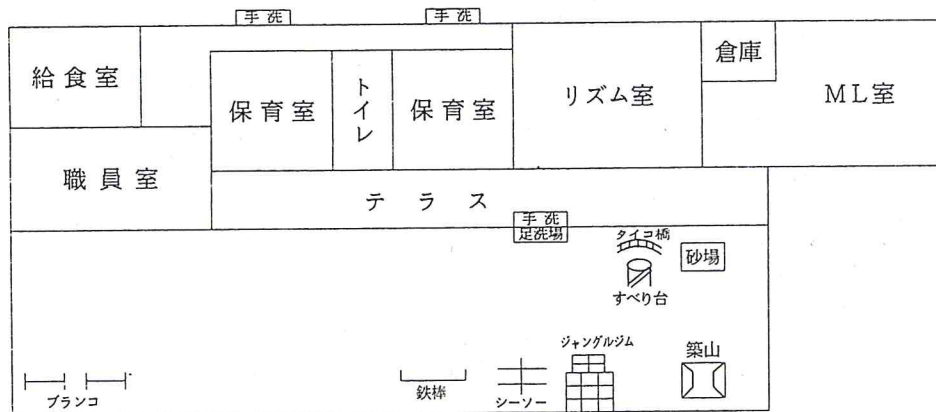 手洗
手洗
給食室
保育室
トイレ
保育室
リズム室
倉庫
ML室
職員室
テラス
手洗
足洗場
タイコ橋
砂場
すべり台
ジャングルジム
築山
ブランコ
鉄棒
シーソー